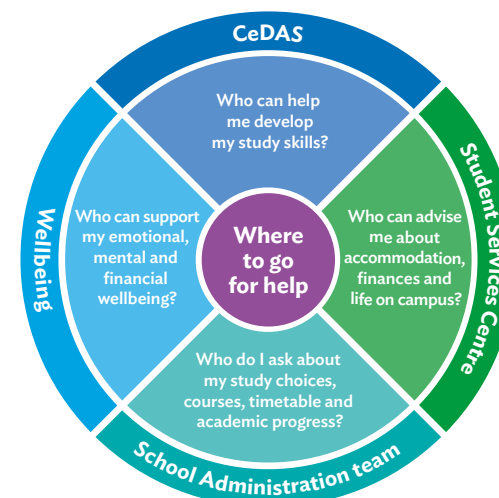 CeDAS
Who can help
me develop
my study skills?
Student Services Centre
Who can advise
me about
accommodation,
finances and
life on campus?
Wellbeing
Who can support
my emotional,
mental and
financial
wellbeing?
Where
to go
for help
Who do I ask about
my study choices,
courses, timetable and
academic progress?
School Administration team